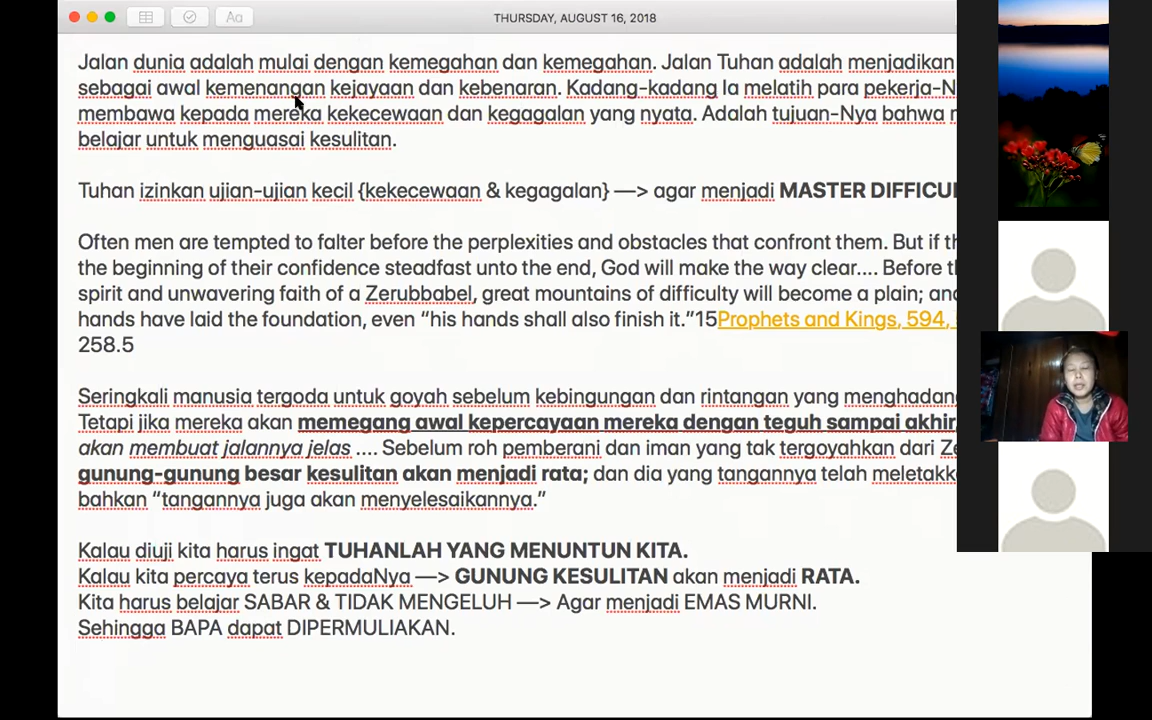 THURSDAY, AUGUST 16, 2018
Aa
Jalan dunia adalah mulai dengan kemegahan dan kemegahan. Jalan Tuhan adalah menjadikan
sebagai awal kemenangan kejayaan dan kebenaran. Kadang-kadang Ia melatih para pekerja-N
membawa kepada mereka kekecewaan dan kegagalan yang nyata. Adalah tujuan-Nya bahwa
belajar untuk menguasai kesulitan.
Tuhan izinkan ujian-ujian kecil {kekecewaan & kegagalan} —> agar menjadi MASTER DIFFICUL
Often men are tempted to falter before the perplexities and obstacles that confront them. But if th
the beginning of their confidence steadfast unto the end, God will make the way clear.... Before t
spirit and unwavering faith of a Zerubbabel, great mountains of difficulty will become a plain; and
hands have laid the foundation, even “his hands shall also finish it.”15Prophets and Kings, 594,
258.5
Seringkali manusia tergoda untuk goyah sebelum kebingungan dan rintangan yang menghadang
Tetapi jika mereka akan memegang awal kepercayaan mereka dengan teguh sampai akhir,
akan membuat jalannya jelas .... Sebelum roh pemberani dan iman yang tak tergoyahkan dari Ze
gunung-gunung besar kesulitan akan menjadi rata; dan dia yang tangannya telah meletakk
bahkan “tangannya juga akan menyelesaikannya.”
Kalau diuji kita harus ingat TUHANLAH YANG MENUNTUN KITA.
Kalau kita percaya terus kepadaNya —> GUNUNG KESULITAN akan menjadi RATA.
Kita harus belajar SABAR & TIDAK MENGELUH —> Agar menjadi EMAS MURNI.
Sehingga BAPA dapat DIPERMULIAKAN.